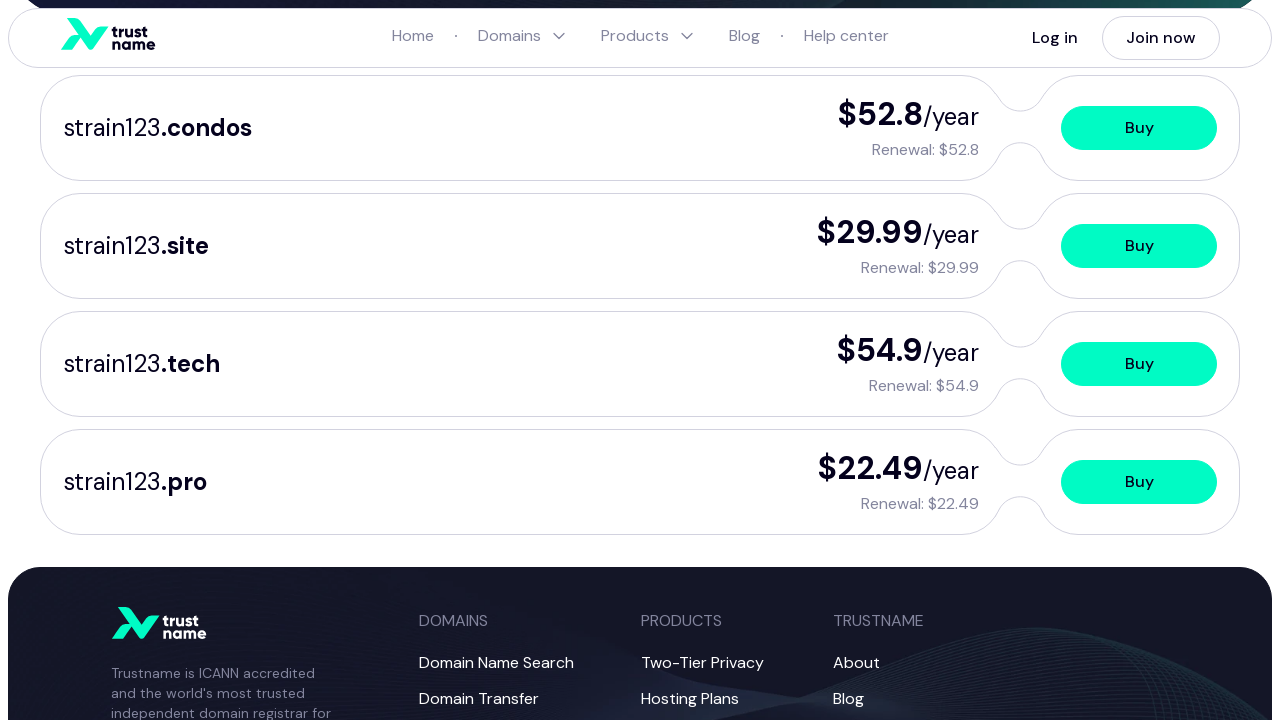 trust
name
Home · Domains Products Blog · Help center
Log in
Join now
strain123.condos
$52.8/year
Renewal: $52.8
Buy
strain123.site
$29.99/year
Renewal: $29.99
Buy
strain123.tech
$54.9/year
Renewal: $54.9
Buy
strain123.pro
$22.49/year
Renewal: $22.49
Buy
trust
name
Trustname is ICANN accredited
and the world's most trusted
independent domain registrar for
DOMAINS
Domain Name Search
Domain Transfer
PRODUCTS
Two-Tier Privacy
Hosting Plans
TRUSTNAME
About
Blog